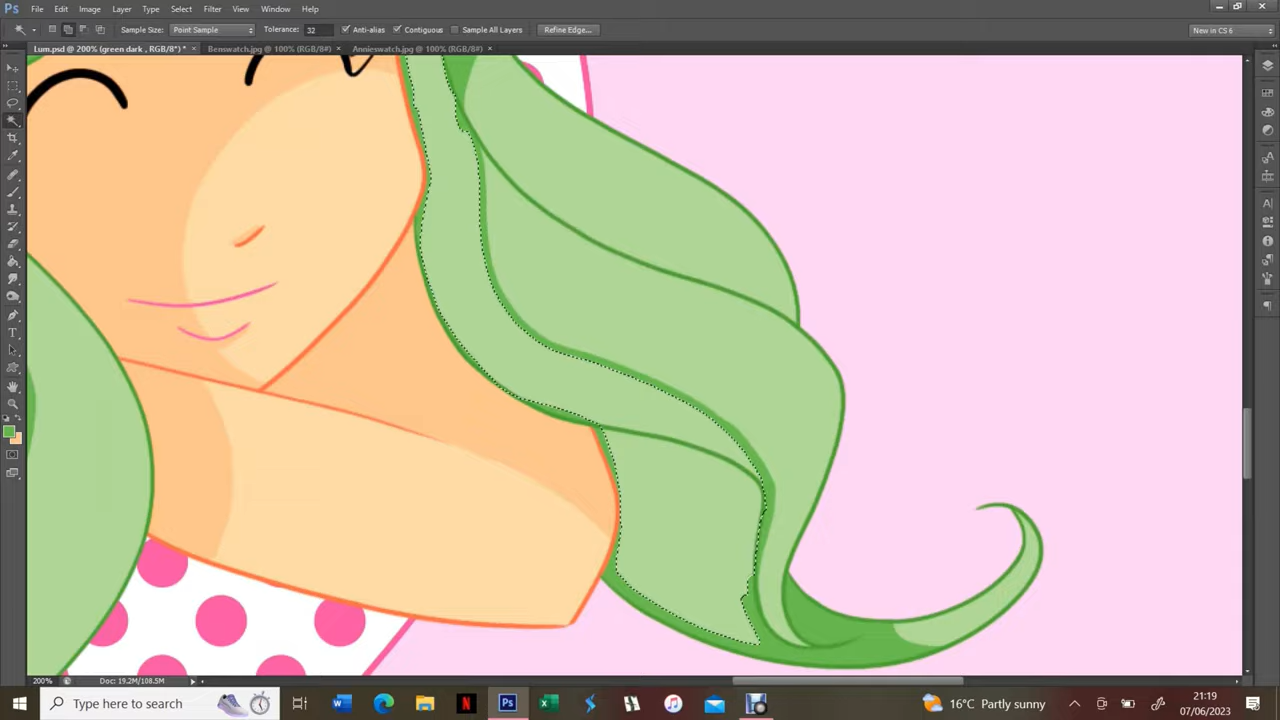 Ps File Edit Image Layer Type Select Filter View Window Help
Sample Size: Point Sample Tolerance: 32 Anti-alias Contiguous Sample All Layers Refine Edge... New in CS 6
Lum.psd @ 200% (green dark , RGB/8*) * × Benswatch.jpg @ 100% (RGB/8#) × Annieswatch.jpg @ 100% (RGB/8#) ×
200% Doc: 19.2M/108.5M
Type here to search 16°C Partly sunny 21:19
07/06/2023